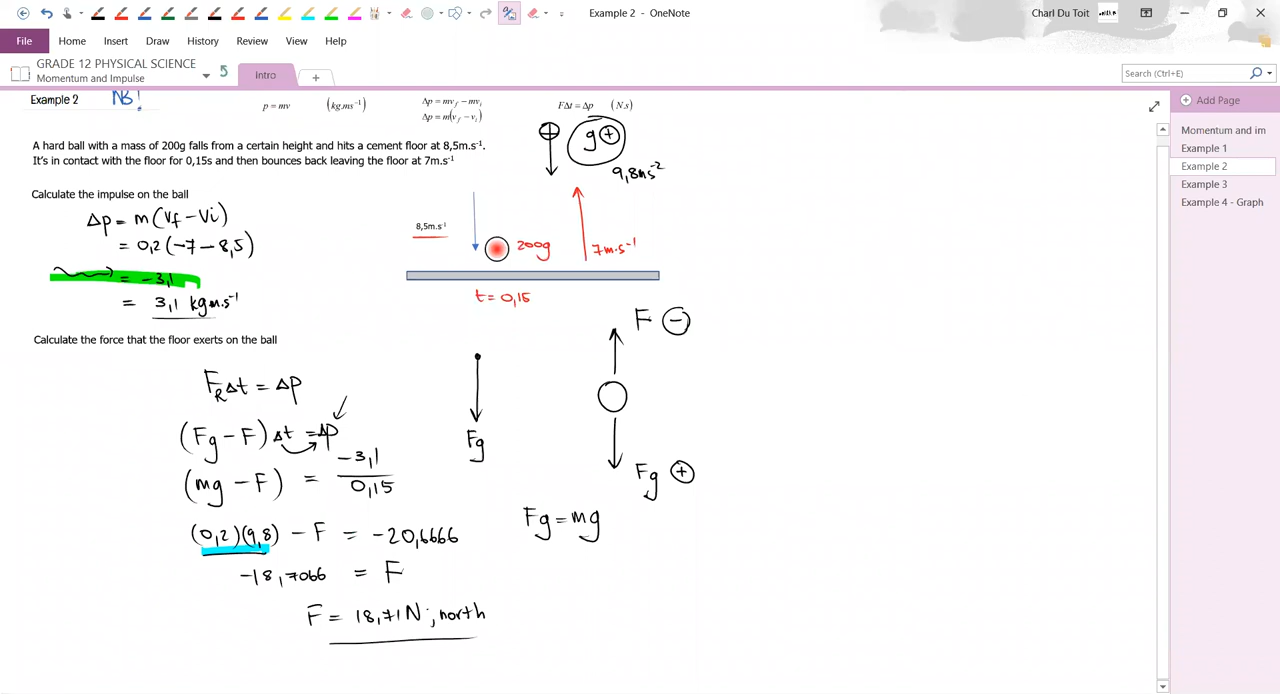 Example 2 - OneNote
Charl Du Toit
File Home Insert Draw History Review View Help
GRADE 12 PHYSICAL SCIENCE
Momentum and Impulse
Intro
+
Search (Ctrl+E)
Add Page
Momentum and im
Example 1
Example 2
Example 3
Example 4 - Graph
Example 2 NB!
p = mv (kg.ms⁻¹)
Δp = mv_f − mv_i
Δp = m(v_f − v_i)
FΔt = Δp (N.s)
A hard ball with a mass of 200g falls from a certain height and hits a cement floor at 8,5m.s⁻¹.
It's in contact with the floor for 0,15s and then bounces back leaving the floor at 7m.s⁻¹
+ g +
9,8ms⁻²
Calculate the impulse on the ball
Δp = m(Vf − Vi)
= 0,2(−7 − 8,5)
= −3,1
= 3,1 kgm.s⁻¹
8,5m.s⁻¹
200g
7m.s⁻¹
t = 0,15
Calculate the force that the floor exerts on the ball
F_RΔt = Δp
(Fg − F)Δt = Δp
(mg − F) = −3,1 / 0,15
(0,2)(9,8) − F = −20,6666
−18,7066 = F
F = 18,71N ; north
Fg
F −
Fg +
Fg = mg